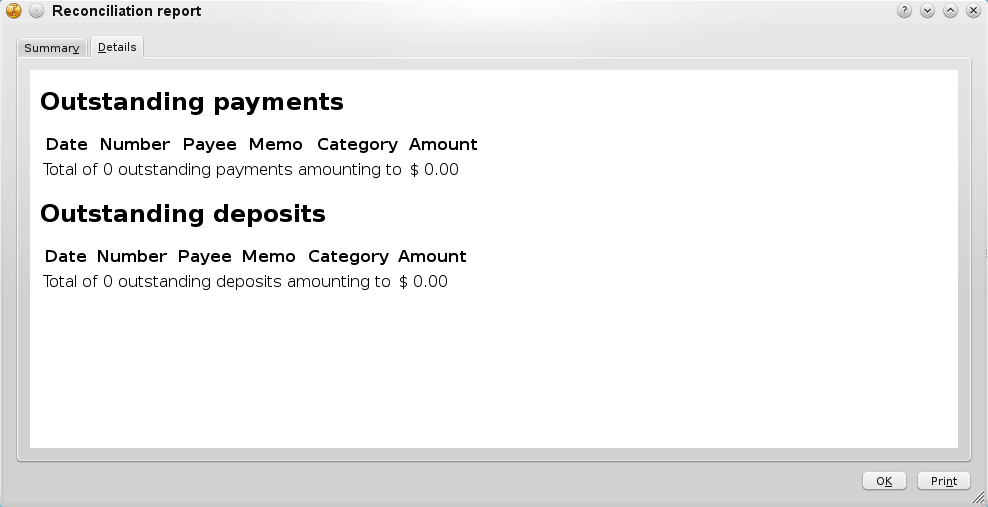 Reconciliation report
Summary Details
Outstanding payments
Date Number Payee Memo Category Amount
Total of 0 outstanding payments amounting to $ 0.00
Outstanding deposits
Date Number Payee Memo Category Amount
Total of 0 outstanding deposits amounting to $ 0.00
OK Print